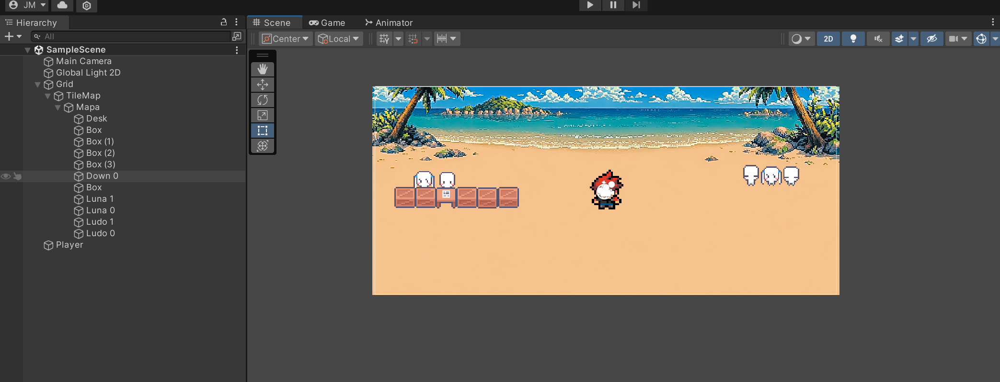 JM
Hierarchy
All
SampleScene
Main Camera
Global Light 2D
Grid
TileMap
Mapa
Desk
Box
Box (1)
Box (2)
Box (3)
Down 0
Box
Luna 1
Luna 0
Ludo 1
Ludo 0
Player
Scene Game Animator
Center Local 2D